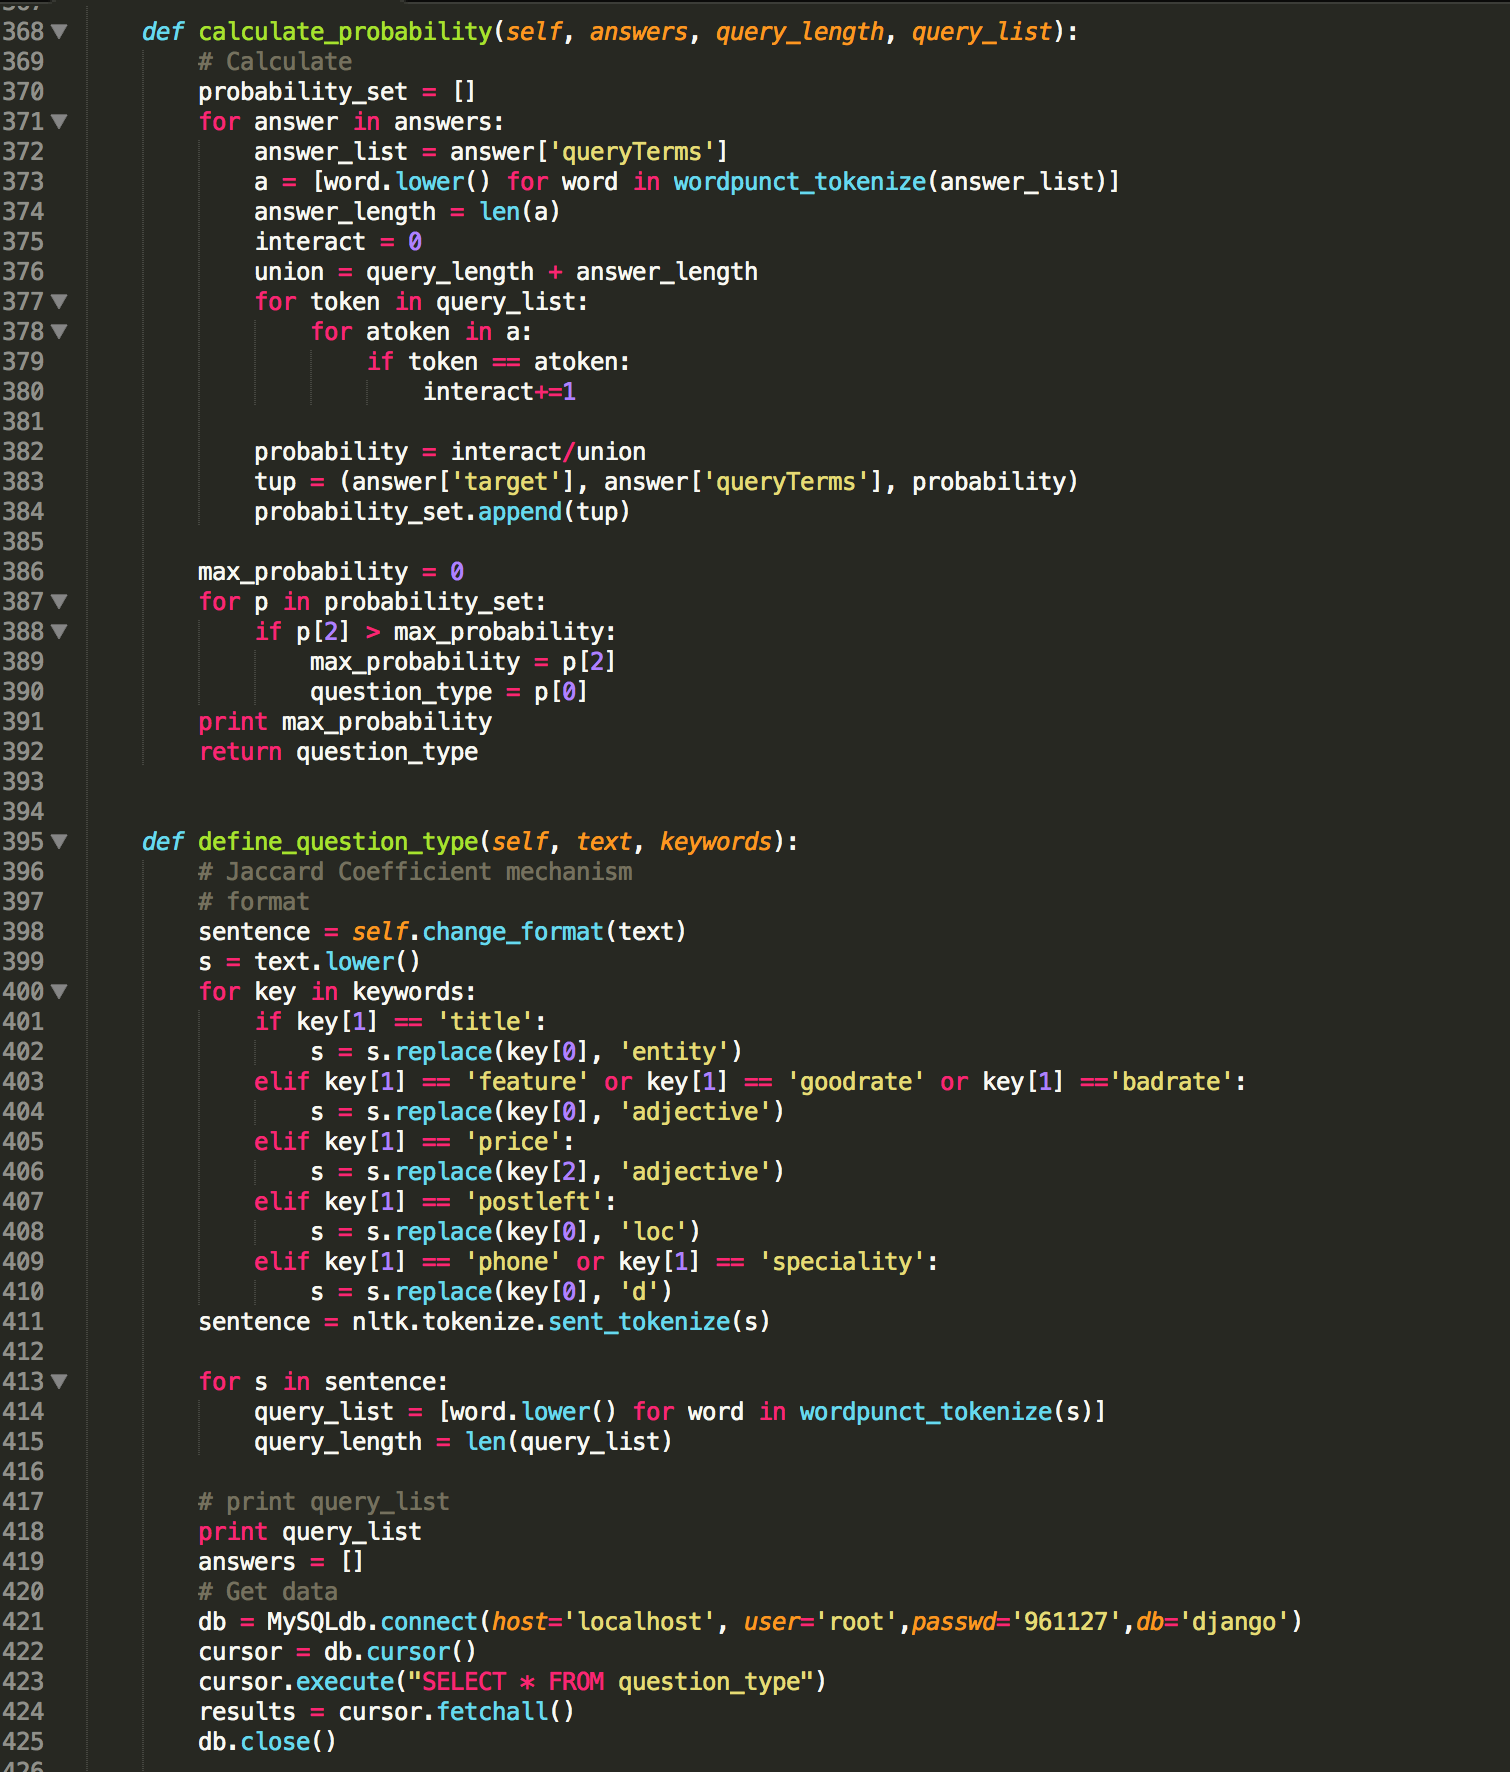 368 def calculate_probability(self, answers, query_length, query_list):
369 # Calculate
370 probability_set = []
371 for answer in answers:
372 answer_list = answer['queryTerms']
373 a = [word.lower() for word in wordpunct_tokenize(answer_list)]
374 answer_length = len(a)
375 interact = 0
376 union = query_length + answer_length
377 for token in query_list:
378 for atoken in a:
379 if token == atoken:
380 interact+=1
381
382 probability = interact/union
383 tup = (answer['target'], answer['queryTerms'], probability)
384 probability_set.append(tup)
385
386 max_probability = 0
387 for p in probability_set:
388 if p[2] > max_probability:
389 max_probability = p[2]
390 question_type = p[0]
391 print max_probability
392 return question_type
393
394
395 def define_question_type(self, text, keywords):
396 # Jaccard Coefficient mechanism
397 # format
398 sentence = self.change_format(text)
399 s = text.lower()
400 for key in keywords:
401 if key[1] == 'title':
402 s = s.replace(key[0], 'entity')
403 elif key[1] == 'feature' or key[1] == 'goodrate' or key[1] =='badrate':
404 s = s.replace(key[0], 'adjective')
405 elif key[1] == 'price':
406 s = s.replace(key[2], 'adjective')
407 elif key[1] == 'postleft':
408 s = s.replace(key[0], 'loc')
409 elif key[1] == 'phone' or key[1] == 'speciality':
410 s = s.replace(key[0], 'd')
411 sentence = nltk.tokenize.sent_tokenize(s)
412
413 for s in sentence:
414 query_list = [word.lower() for word in wordpunct_tokenize(s)]
415 query_length = len(query_list)
416
417 # print query_list
418 print query_list
419 answers = []
420 # Get data
421 db = MySQLdb.connect(host='localhost', user='root',passwd='961127',db='django')
422 cursor = db.cursor()
423 cursor.execute("SELECT * FROM question_type")
424 results = cursor.fetchall()
425 db.close()